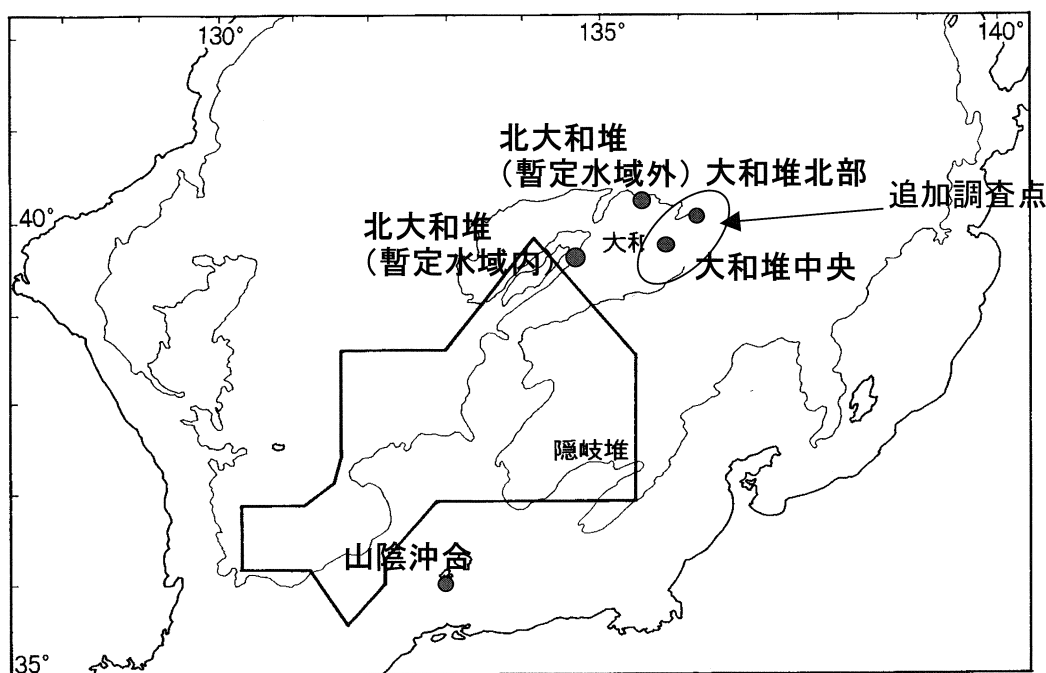 130°
135°
140°
北大和堆
(暫定水域外)
大和堆北部
追加調査点
40°
北大和堆
(暫定水域内)
大和
大和堆中央
隠岐堆
山陰沖合
35°